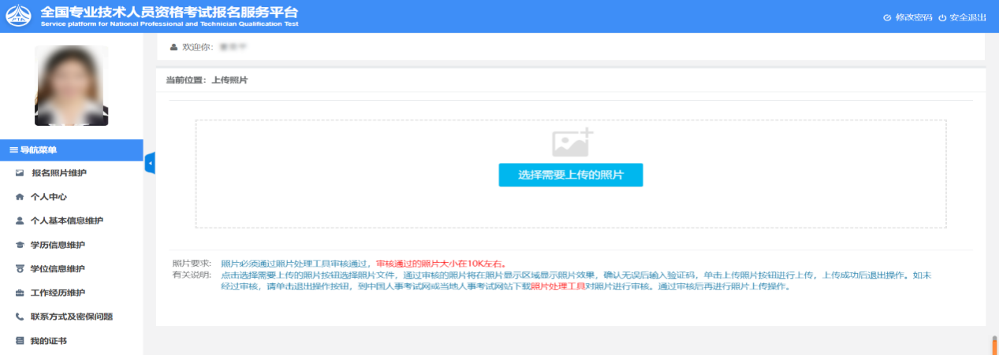 全国专业技术人员资格考试报名服务平台
Service platform for National Professional and Technician Qualification Test
修改密码 安全退出
欢迎你:
当前位置：上传照片
导航菜单
报名照片维护
个人中心
个人基本信息维护
学历信息维护
学位信息维护
工作经历维护
联系方式及密保问题
我的证书
选择需要上传的照片
照片要求: 照片必须通过照片处理工具审核通过，审核通过的照片大小在10K左右。
有关说明: 点击选择需要上传的照片按钮选择照片文件，通过审核的照片将在照片显示区域显示照片效果，确认无误后输入验证码，单击上传照片按钮进行上传，上传成功后退出操作。如未
经过审核，请单击退出操作按钮，到中国人事考试网或当地人事考试网站下载照片处理工具对照片进行审核。通过审核后再进行照片上传操作。